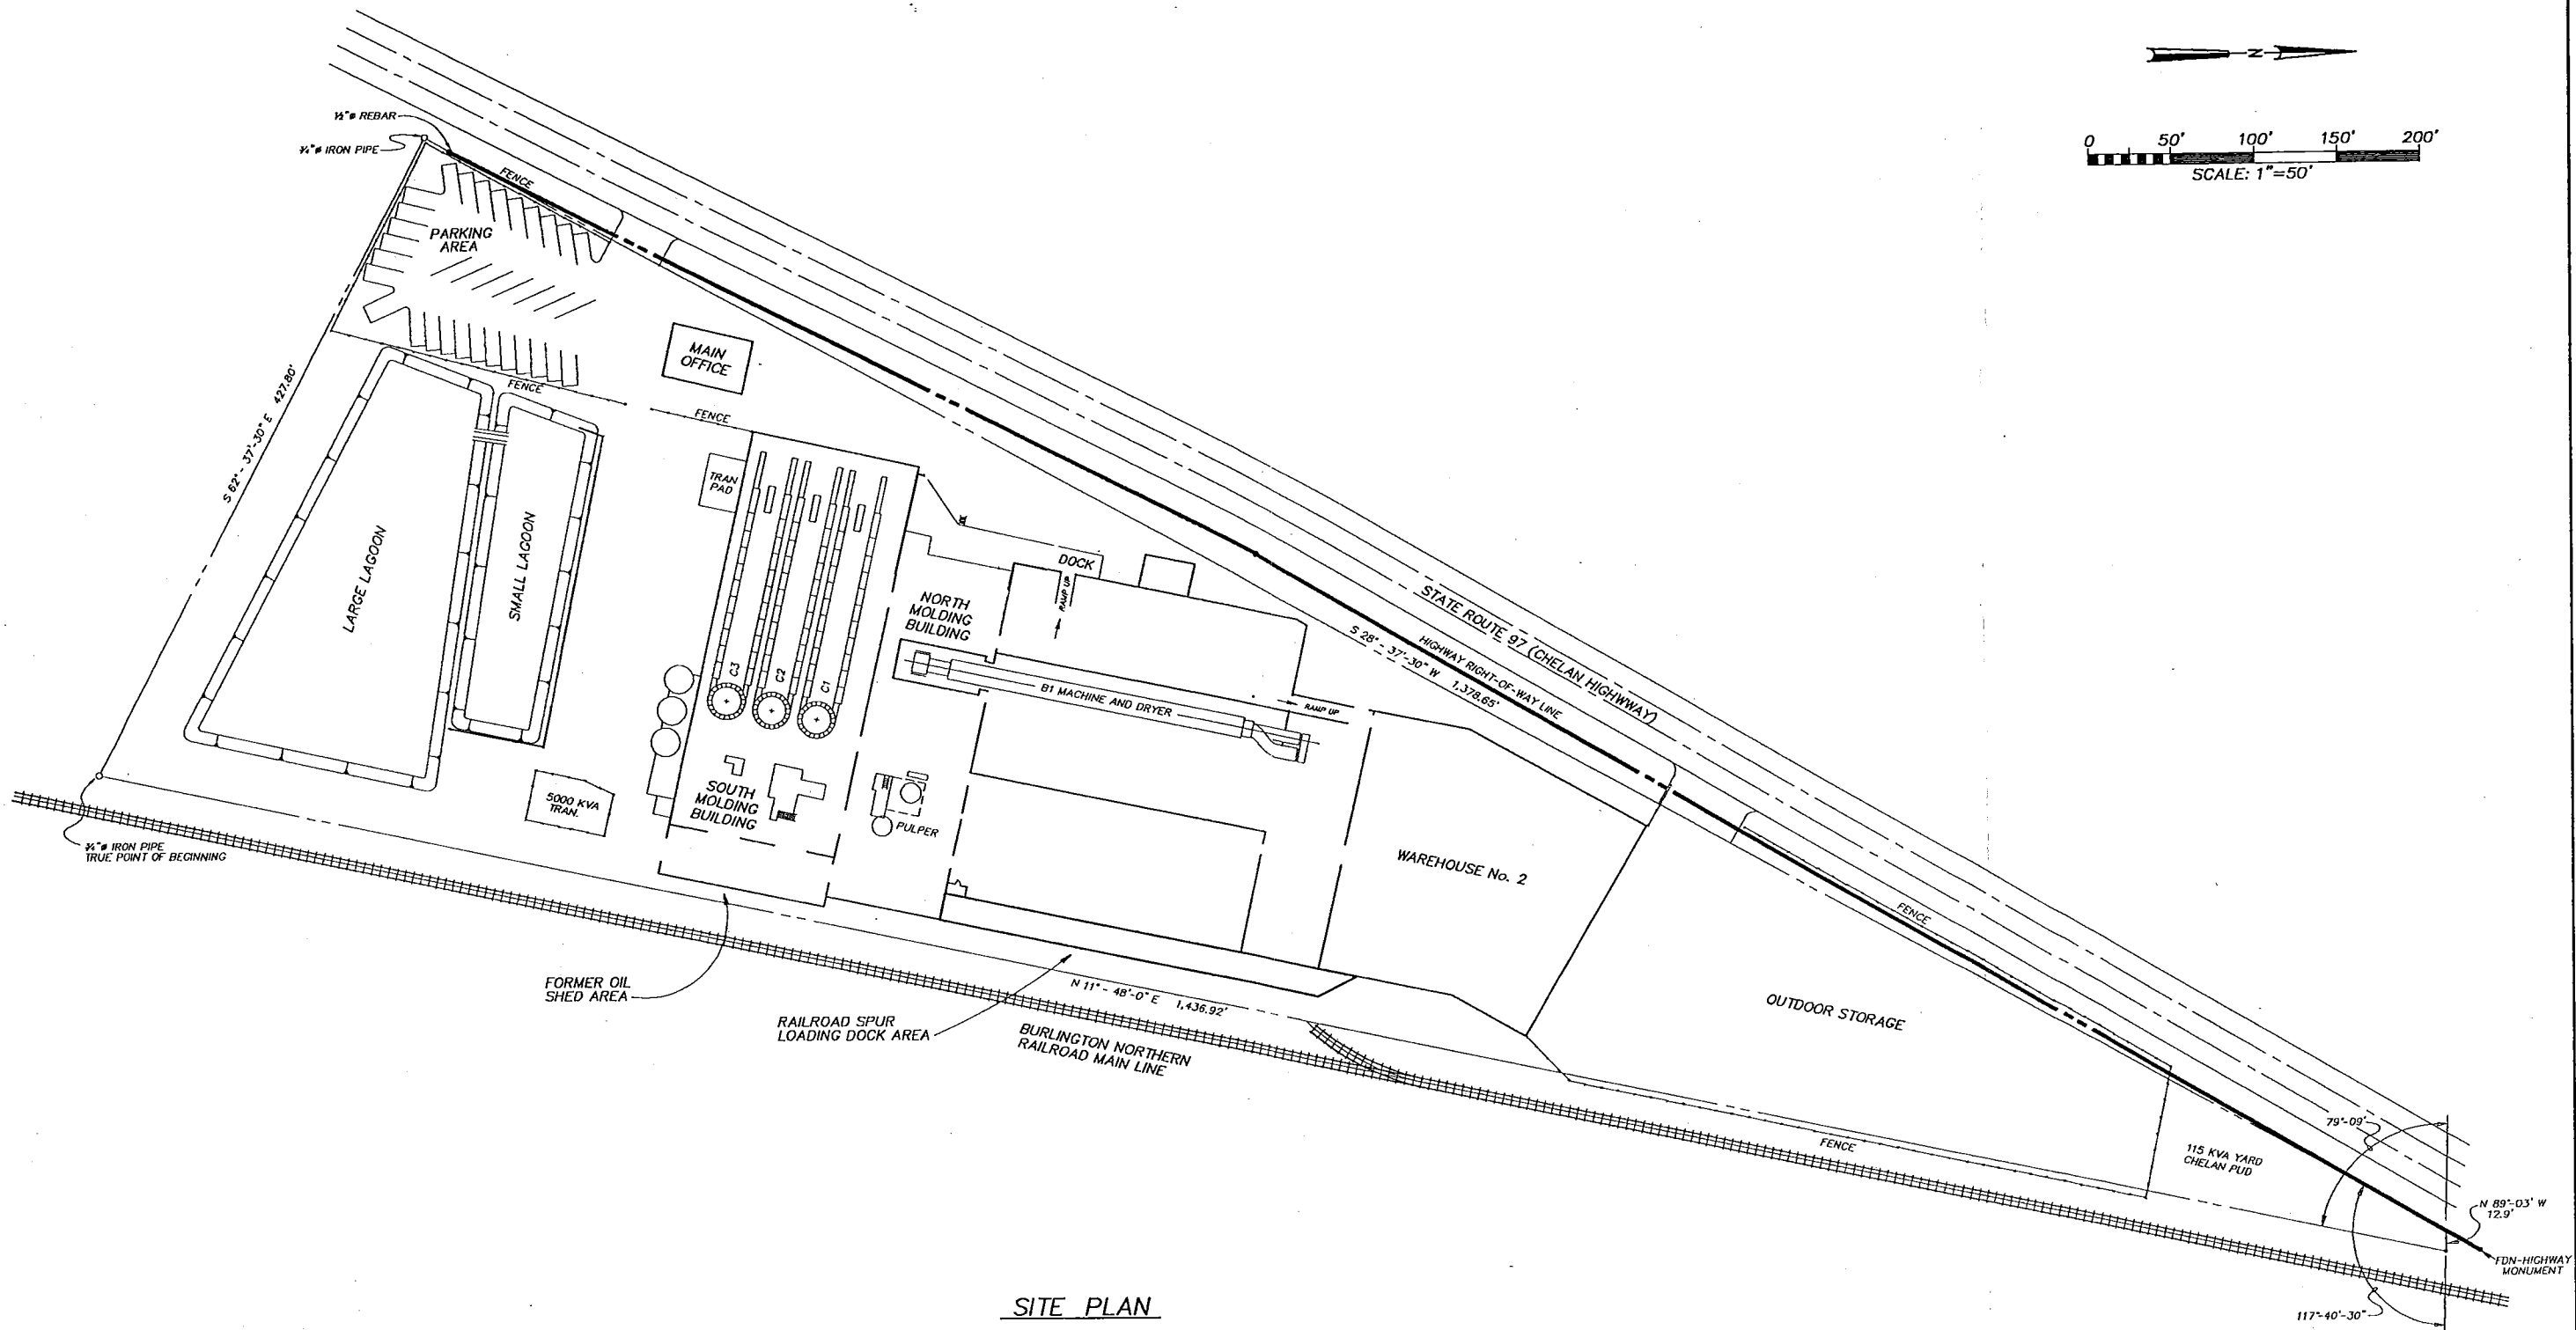 N
0 50' 100' 150' 200'
SCALE: 1"=50'
½"ø REBAR
¾"ø IRON PIPE
FENCE
PARKING
AREA
MAIN
OFFICE
FENCE
FENCE
S 62°- 37'-30" E 427.80'
TRAN
PAD
LARGE LAGOON
SMALL LAGOON
DOCK
RAMP UP
NORTH
MOLDING
BUILDING
C3
C2
C1
B1 MACHINE AND DRYER
RAMP UP
STATE ROUTE 97 (CHELAN HIGHWWAY)
HIGHWAY RIGHT-OF-WAY LINE
S 28°- 37'-30" W 1,378.65'
5000 KVA
TRAN.
SOUTH
MOLDING
BUILDING
PULPER
¾"ø IRON PIPE
TRUE POINT OF BEGINNING
WAREHOUSE No. 2
FENCE
FORMER OIL
SHED AREA
RAILROAD SPUR
LOADING DOCK AREA
N 11°- 48'-0" E 1,436.92'
BURLINGTON NORTHERN
RAILROAD MAIN LINE
OUTDOOR STORAGE
FENCE
79°-09'
115 KVA YARD
CHELAN PUD
N 89°-03' W
12.9'
FDN-HIGHWAY
MONUMENT
117°-40'-30"
SITE PLAN